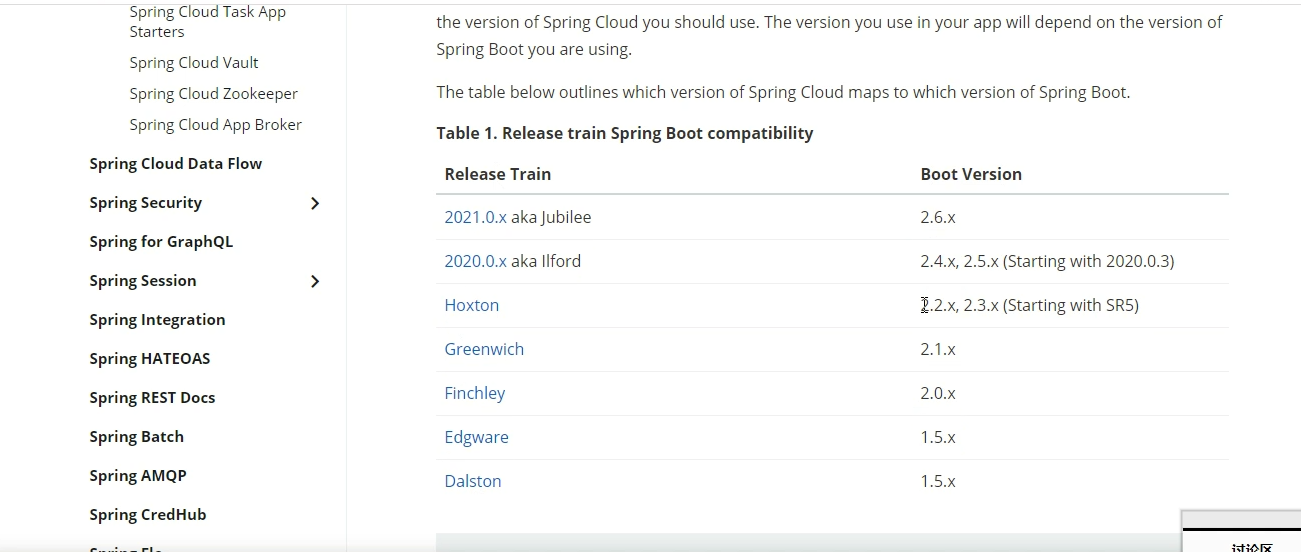 Spring Cloud Task App
Starters
Spring Cloud Vault
Spring Cloud Zookeeper
Spring Cloud App Broker
Spring Cloud Data Flow
Spring Security
Spring for GraphQL
Spring Session
Spring Integration
Spring HATEOAS
Spring REST Docs
Spring Batch
Spring AMQP
Spring CredHub
the version of Spring Cloud you should use. The version you use in your app will depend on the version of
Spring Boot you are using.
The table below outlines which version of Spring Cloud maps to which version of Spring Boot.
Table 1. Release train Spring Boot compatibility
Release Train Boot Version
2021.0.x aka Jubilee 2.6.x
2020.0.x aka Ilford 2.4.x, 2.5.x (Starting with 2020.0.3)
Hoxton 2.2.x, 2.3.x (Starting with SR5)
Greenwich 2.1.x
Finchley 2.0.x
Edgware 1.5.x
Dalston 1.5.x
讨论区